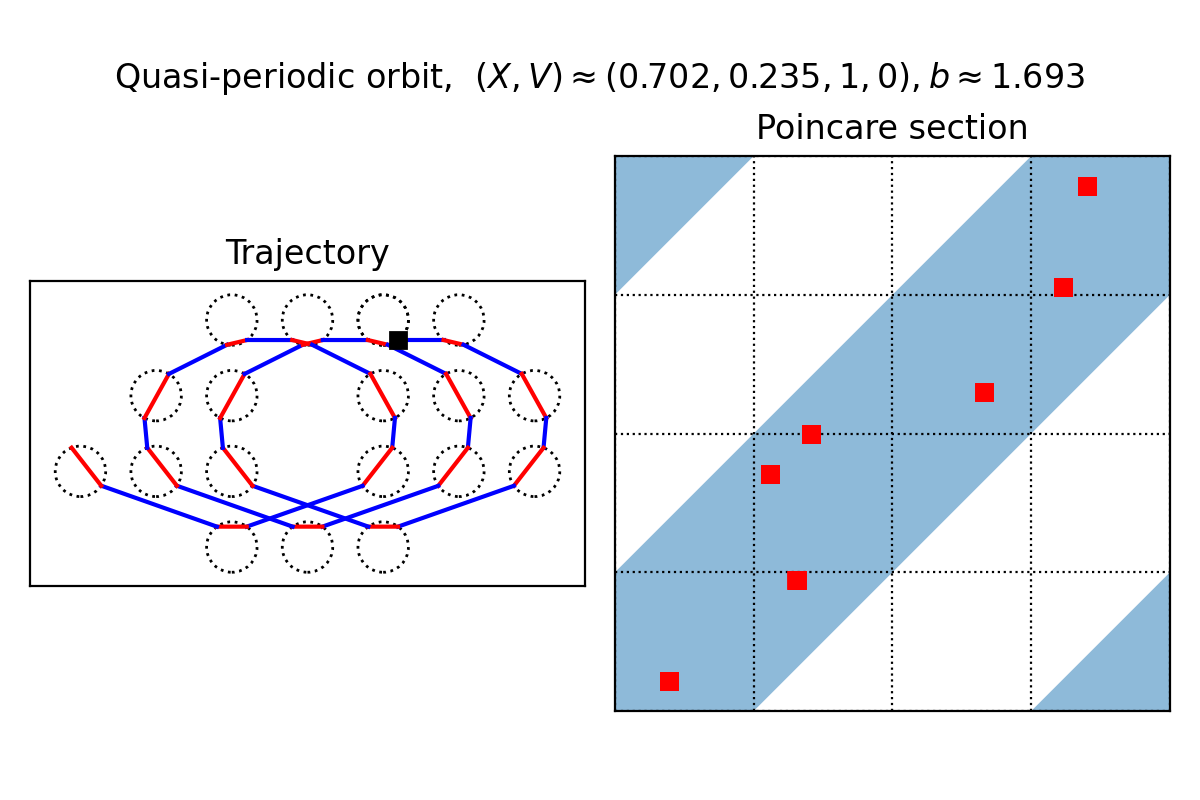 Quasi-periodic orbit, (X, V) ≈ (0.702, 0.235, 1, 0), b ≈ 1.693
Poincare section
Trajectory